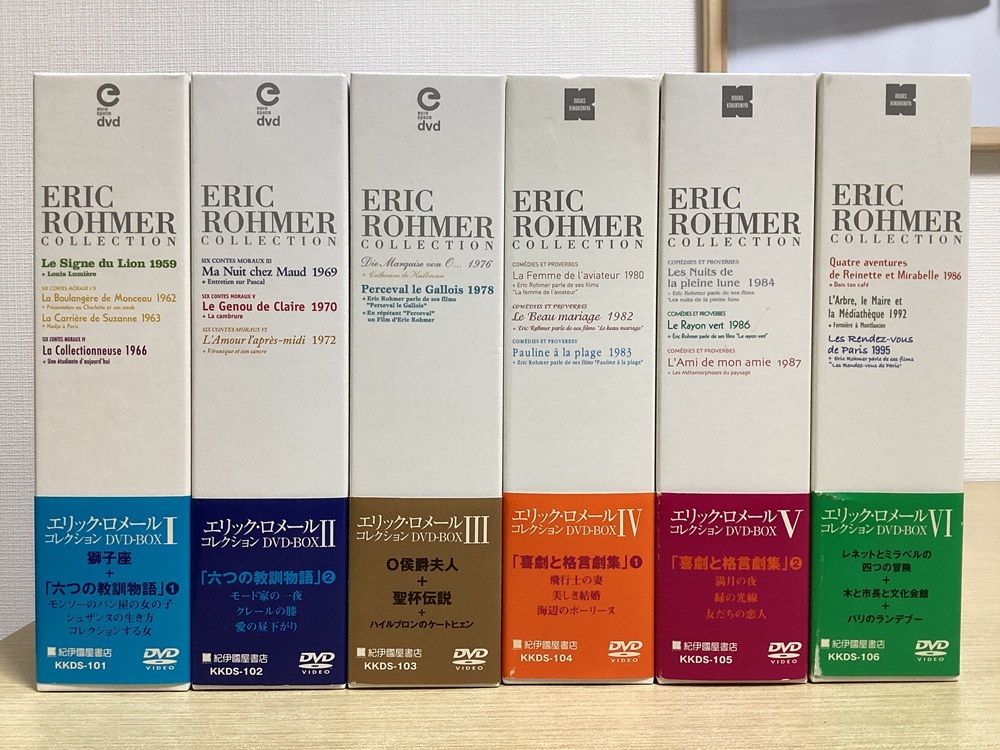 e
euro
space
dvd
ERIC
ROHMER
COLLECTION
Le Signe du Lion 1959
+ Louis Lumière
SIX CONTES MORAUX I·II
La Boulangère de Monceau 1962
+ Présentation ou Charlotte et son steak
La Carrière de Suzanne 1963
+ Nadja à Paris
SIX CONTES MORAUX IV
La Collectionneuse 1966
+ Une étudiante d'aujourd'hui
エリック・ロメール
コレクション DVD-BOX I
獅子座
+
「六つの教訓物語」❶
モンソーのパン屋の女の子
シュザンヌの生き方
コレクションする女
紀伊國屋書店
KKDS-101
DVD
VIDEO
e
euro
space
dvd
ERIC
ROHMER
COLLECTION
SIX CONTES MORAUX III
Ma Nuit chez Maud 1969
+ Entretien sur Pascal
SIX CONTES MORAUX V
Le Genou de Claire 1970
+ La cambrure
SIX CONTES MORAUX VI
L'Amour l'après-midi 1972
+ Véronique et son cancre
エリック・ロメール
コレクション DVD-BOX II
「六つの教訓物語」❷
モード家の一夜
クレールの膝
愛の昼下がり
紀伊國屋書店
KKDS-102
DVD
VIDEO
e
euro
space
dvd
ERIC
ROHMER
COLLECTION
Die Marquise von O... 1976
+ Catherine de Heilbronn
Perceval le Gallois 1978
+ Eric Rohmer parle de ses films
"Perceval le Gallois"
+ En répétant "Perceval"
un Film d'Eric Rohmer
エリック・ロメール
コレクション DVD-BOX III
O侯爵夫人
+
聖杯伝説
+
ハイルブロンのケートヒェン
紀伊國屋書店
KKDS-103
DVD
VIDEO
BOOKS
KINOKUNIYA
ERIC
ROHMER
COLLECTION
COMÉDIES ET PROVERBES
La Femme de l'aviateur 1980
+ Eric Rohmer parle de ses films
"La femme de l'aviateur"
COMÉDIES ET PROVERBES
Le Beau mariage 1982
+ Eric Rohmer parle de ses films "Le beau mariage"
COMÉDIES ET PROVERBES
Pauline à la plage 1983
+ Eric Rohmer parle de ses films "Pauline à la plage"
エリック・ロメール
コレクション DVD-BOX IV
「喜劇と格言劇集」❶
飛行士の妻
美しき結婚
海辺のポーリーヌ
紀伊國屋書店
KKDS-104
DVD
VIDEO
BOOKS
KINOKUNIYA
ERIC
ROHMER
COLLECTION
COMÉDIES ET PROVERBES
Les Nuits de
la pleine lune 1984
+ Eric Rohmer parle de ses films
"Les nuits de la pleine lune"
COMÉDIES ET PROVERBES
Le Rayon vert 1986
+ Eric Rohmer parle de ses films "Le rayon vert"
COMÉDIES ET PROVERBES
L'Ami de mon amie 1987
+ Les Métamorphoses du paysage
エリック・ロメール
コレクション DVD-BOX V
「喜劇と格言劇集」❷
満月の夜
緑の光線
友だちの恋人
紀伊國屋書店
KKDS-105
DVD
VIDEO
BOOKS
KINOKUNIYA
ERIC
ROHMER
COLLECTION
Quatre aventures
de Reinette et Mirabelle 1986
+ Bois ton café
L'Arbre, le Maire et
la Médiathèque 1992
+ Fermière à Montfaucon
Les Rendez-vous
de Paris 1995
+ Eric Rohmer parle de ses films
"Les Rendez-vous de Paris"
エリック・ロメール
コレクション DVD-BOX VI
レネットとミラベルの
四つの冒険
+
木と市長と文化会館
+
パリのランデブー
紀伊國屋書店
KKDS-106
DVD
VIDEO